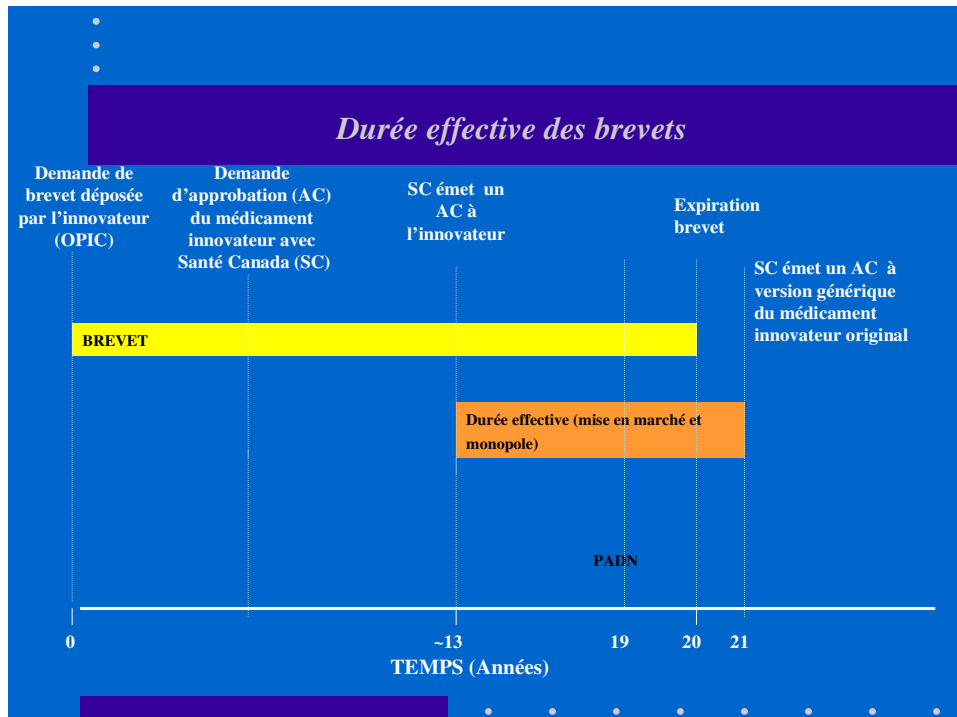 Durée effective des brevets
Demande de
brevet déposée
par l'innovateur
(OPIC)
Demande
d'approbation (AC)
du médicament
innovateur avec
Santé Canada (SC)
SC émet un
AC à
l'innovateur
Expiration
brevet
SC émet un AC à
version générique
du médicament
innovateur original
BREVET
Durée effective (mise en marché et
monopole)
PADN
0
~13
19
20
21
TEMPS (Années)